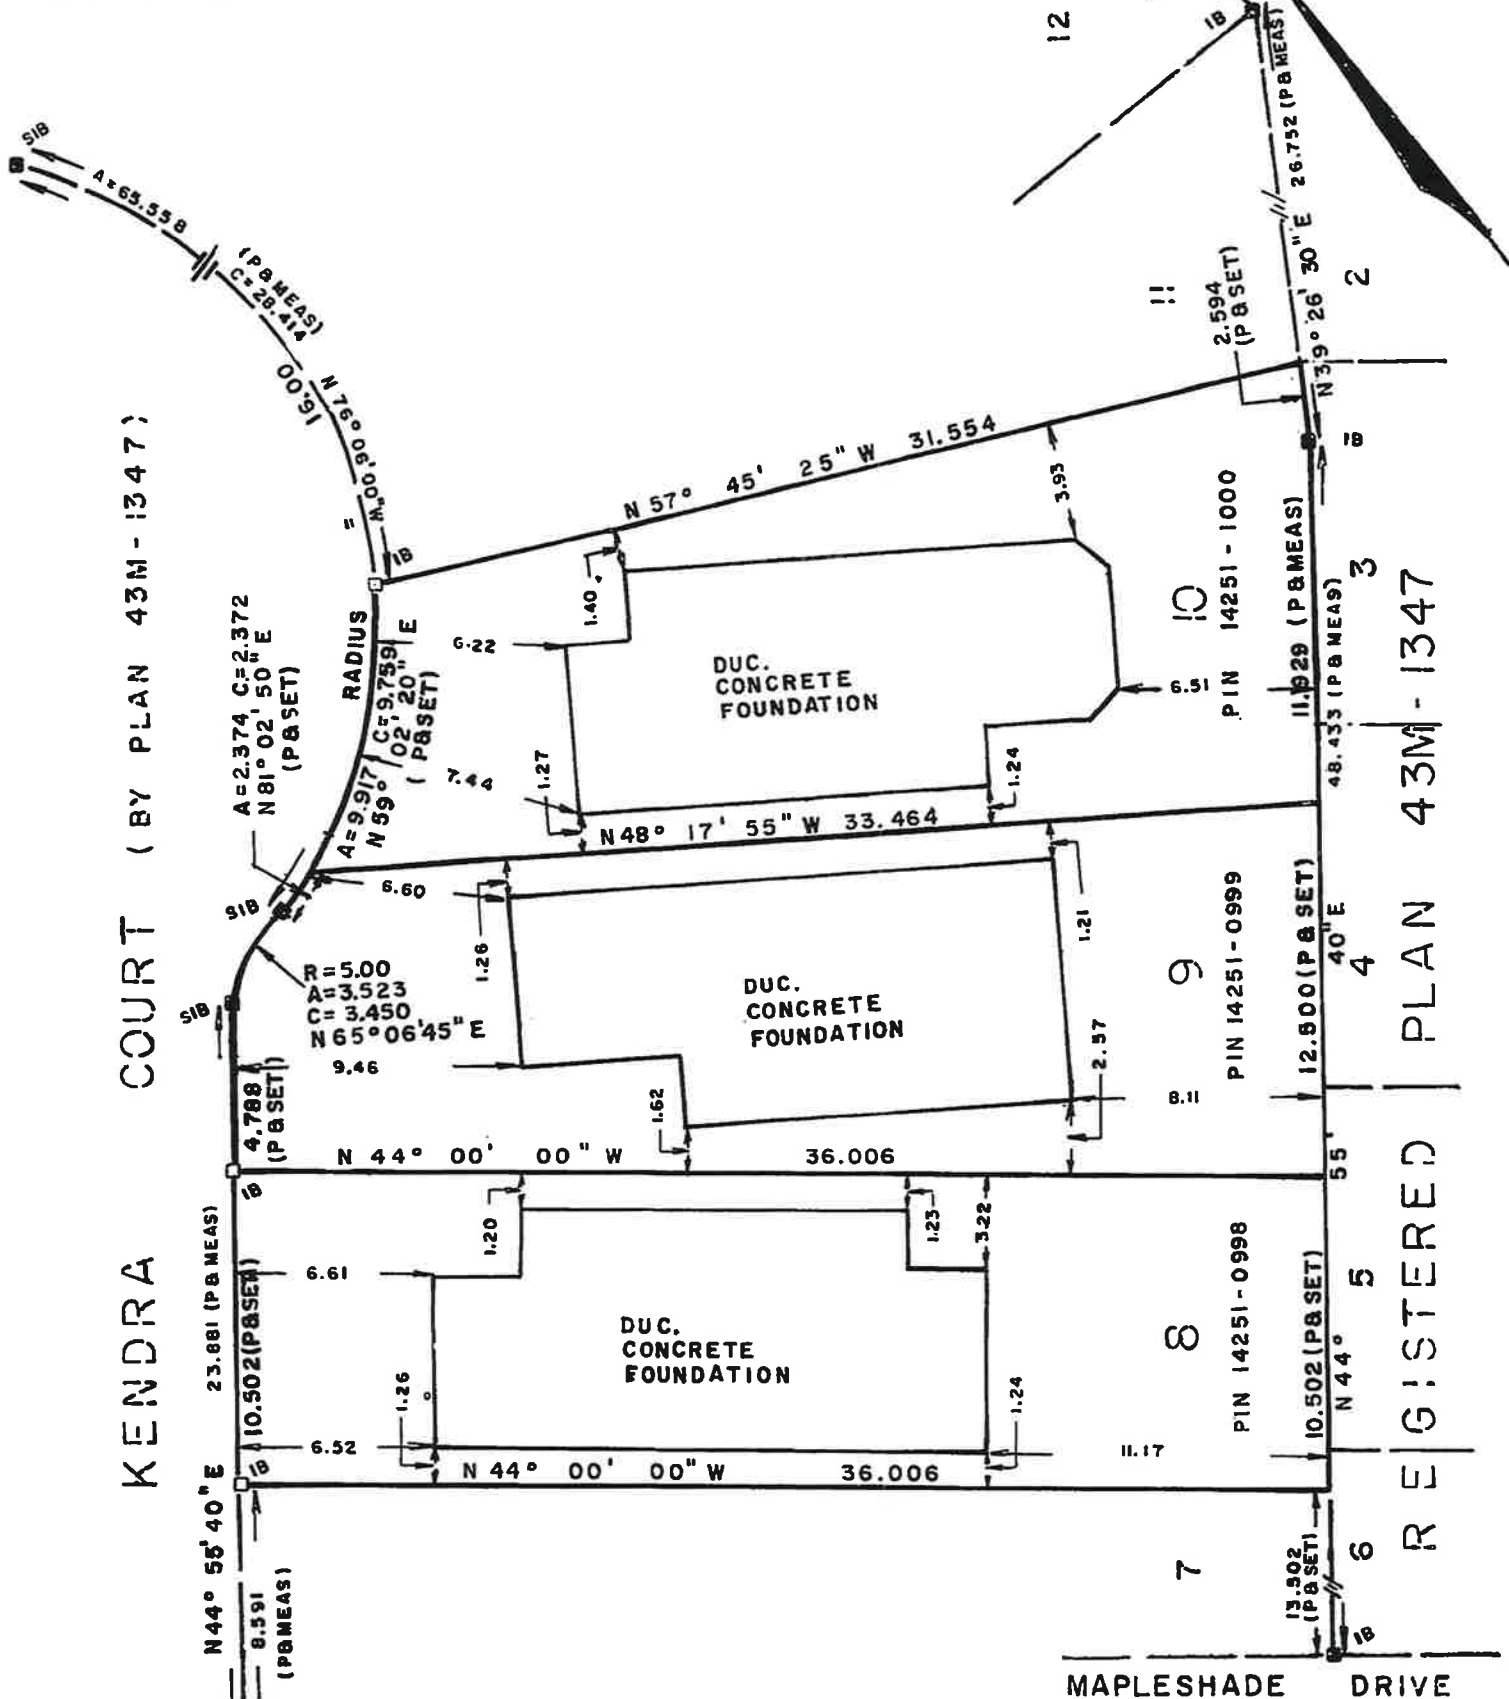 KENDRA COURT (BY PLAN 43M-1347)
SIB
A=65.558
(P&MEAS)
C=28.414
16.00
N 76°06'00"W
=
RADIUS
IB
12
IB
26.752 (P&MEAS)
N39° 26' 30" E
11
2.594
(P&SET)
2
IB
N 57° 45' 25" W 31.554
3.93
1.40
6.22
A=2.374 C=2.372
N81° 02' 50" E
(P&SET)
A=9.917 C=9.759
N 59° 02' 20" E
(P&SET)
7.44
1.27
DUC.
CONCRETE
FOUNDATION
6.51
1.24
10
PIN 14251-1000
11.929 (P&MEAS)
48.433 (P&MEAS)
3
N48° 17' 55" W 33.464
SIB
6.60
1.26
1.21
SIB
R=5.00
A=3.523
C=3.450
N65°06'45"E
9.46
4.788
(P&SET)
DUC.
CONCRETE
FOUNDATION
1.62
2.57
8.11
9
PIN 14251-0999
12.500 (P&SET)
4
N 44° 55' 40" E
N 44° 00' 00" W 36.006
IB
23.881 (P&MEAS)
10.502 (P&SET)
1.20
1.23
3.22
6.61
DUC.
CONCRETE
FOUNDATION
1.26
1.24
6.52
11.17
8
PIN 14251-0998
10.502 (P&SET)
5
N 44° 00' 00" W 36.006
IB
N44° 55' 40" E
8.591
(P&MEAS)
7
13.502
(P&SET)
6
IB
REGISTERED PLAN 43M-1347
MAPLESHADE DRIVE